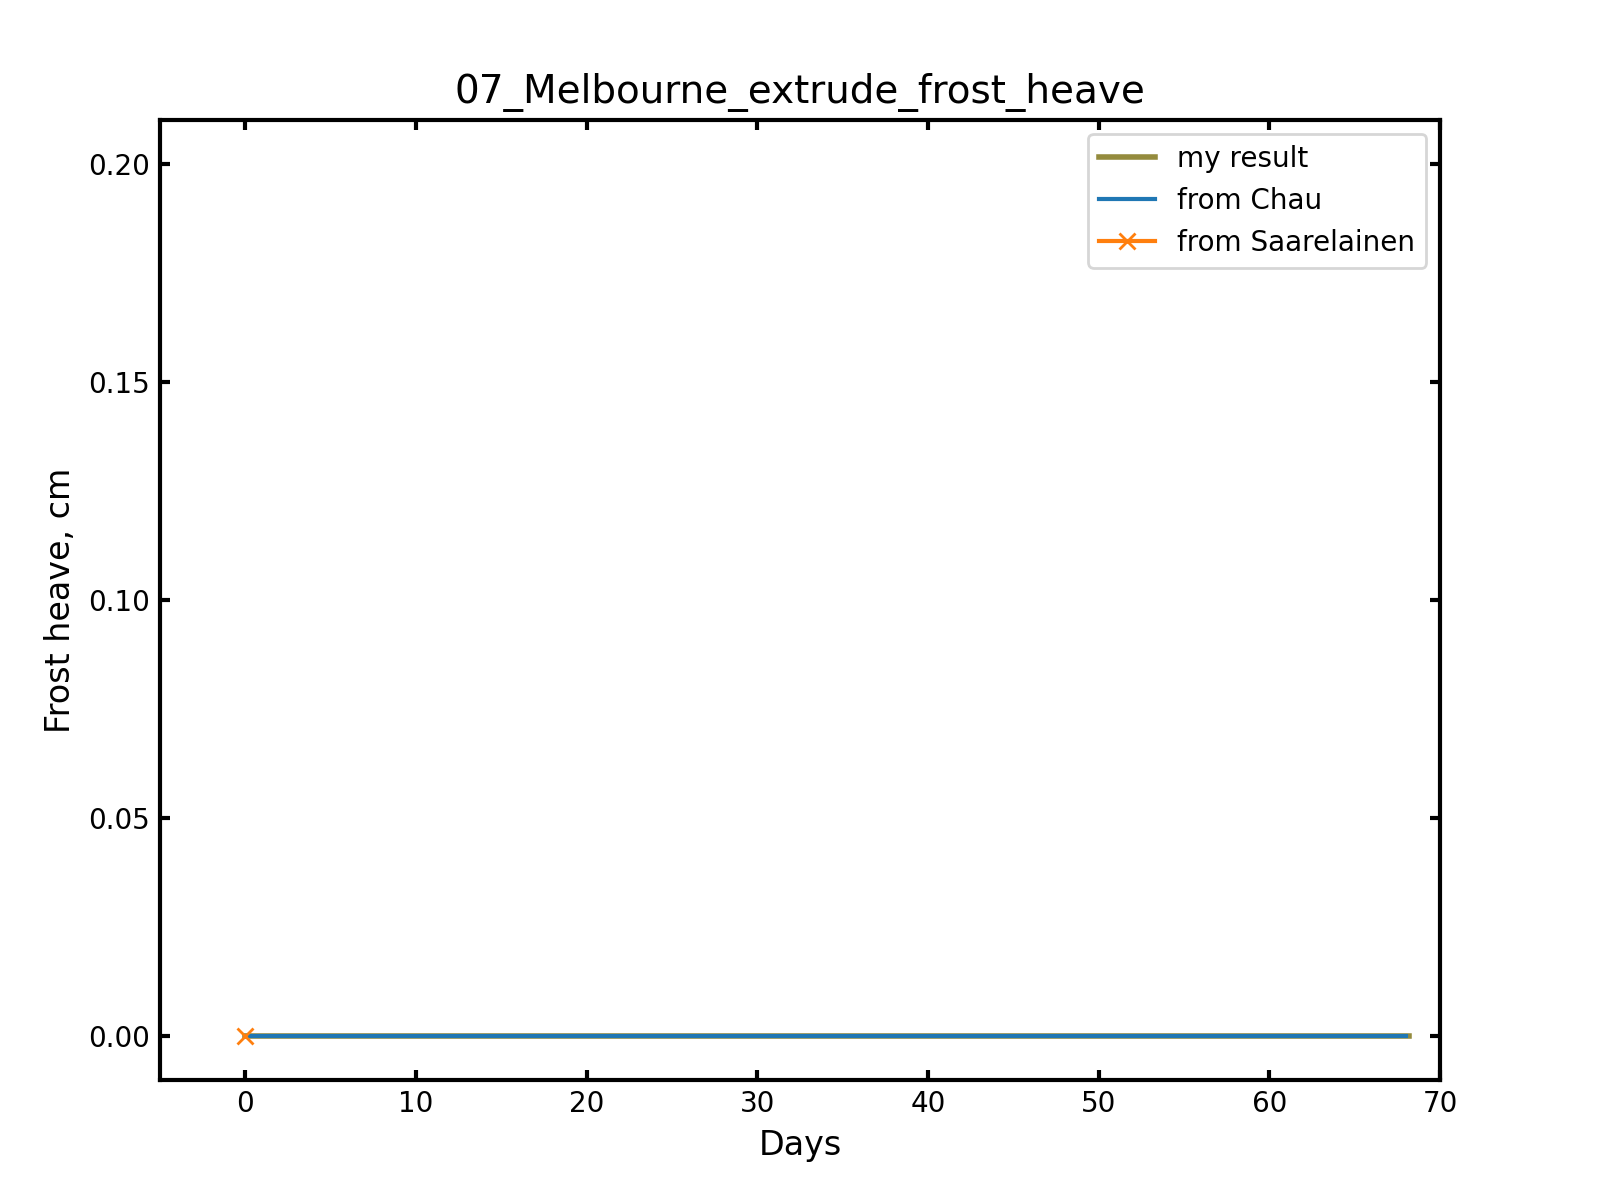 07_Melbourne_extrude_frost_heave
my result
from Chau
from Saarelainen
0.20
0.15
0.10
0.05
0.00
Frost heave, cm
0 10 20 30 40 50 60 70
Days